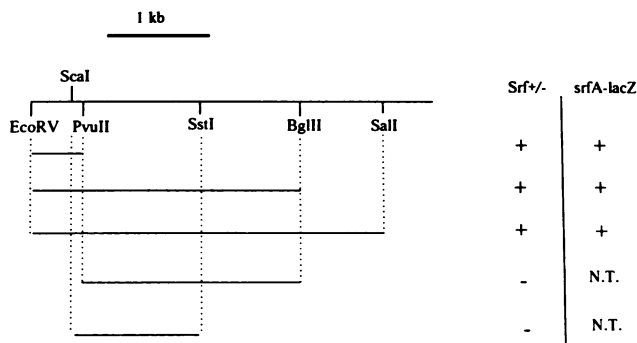 1 kb
ScaI
Srf+/- srfA-lacZ
EcoRV PvuII SstI BglII SalI
+ +
+ +
+ +
- N.T.
- N.T.